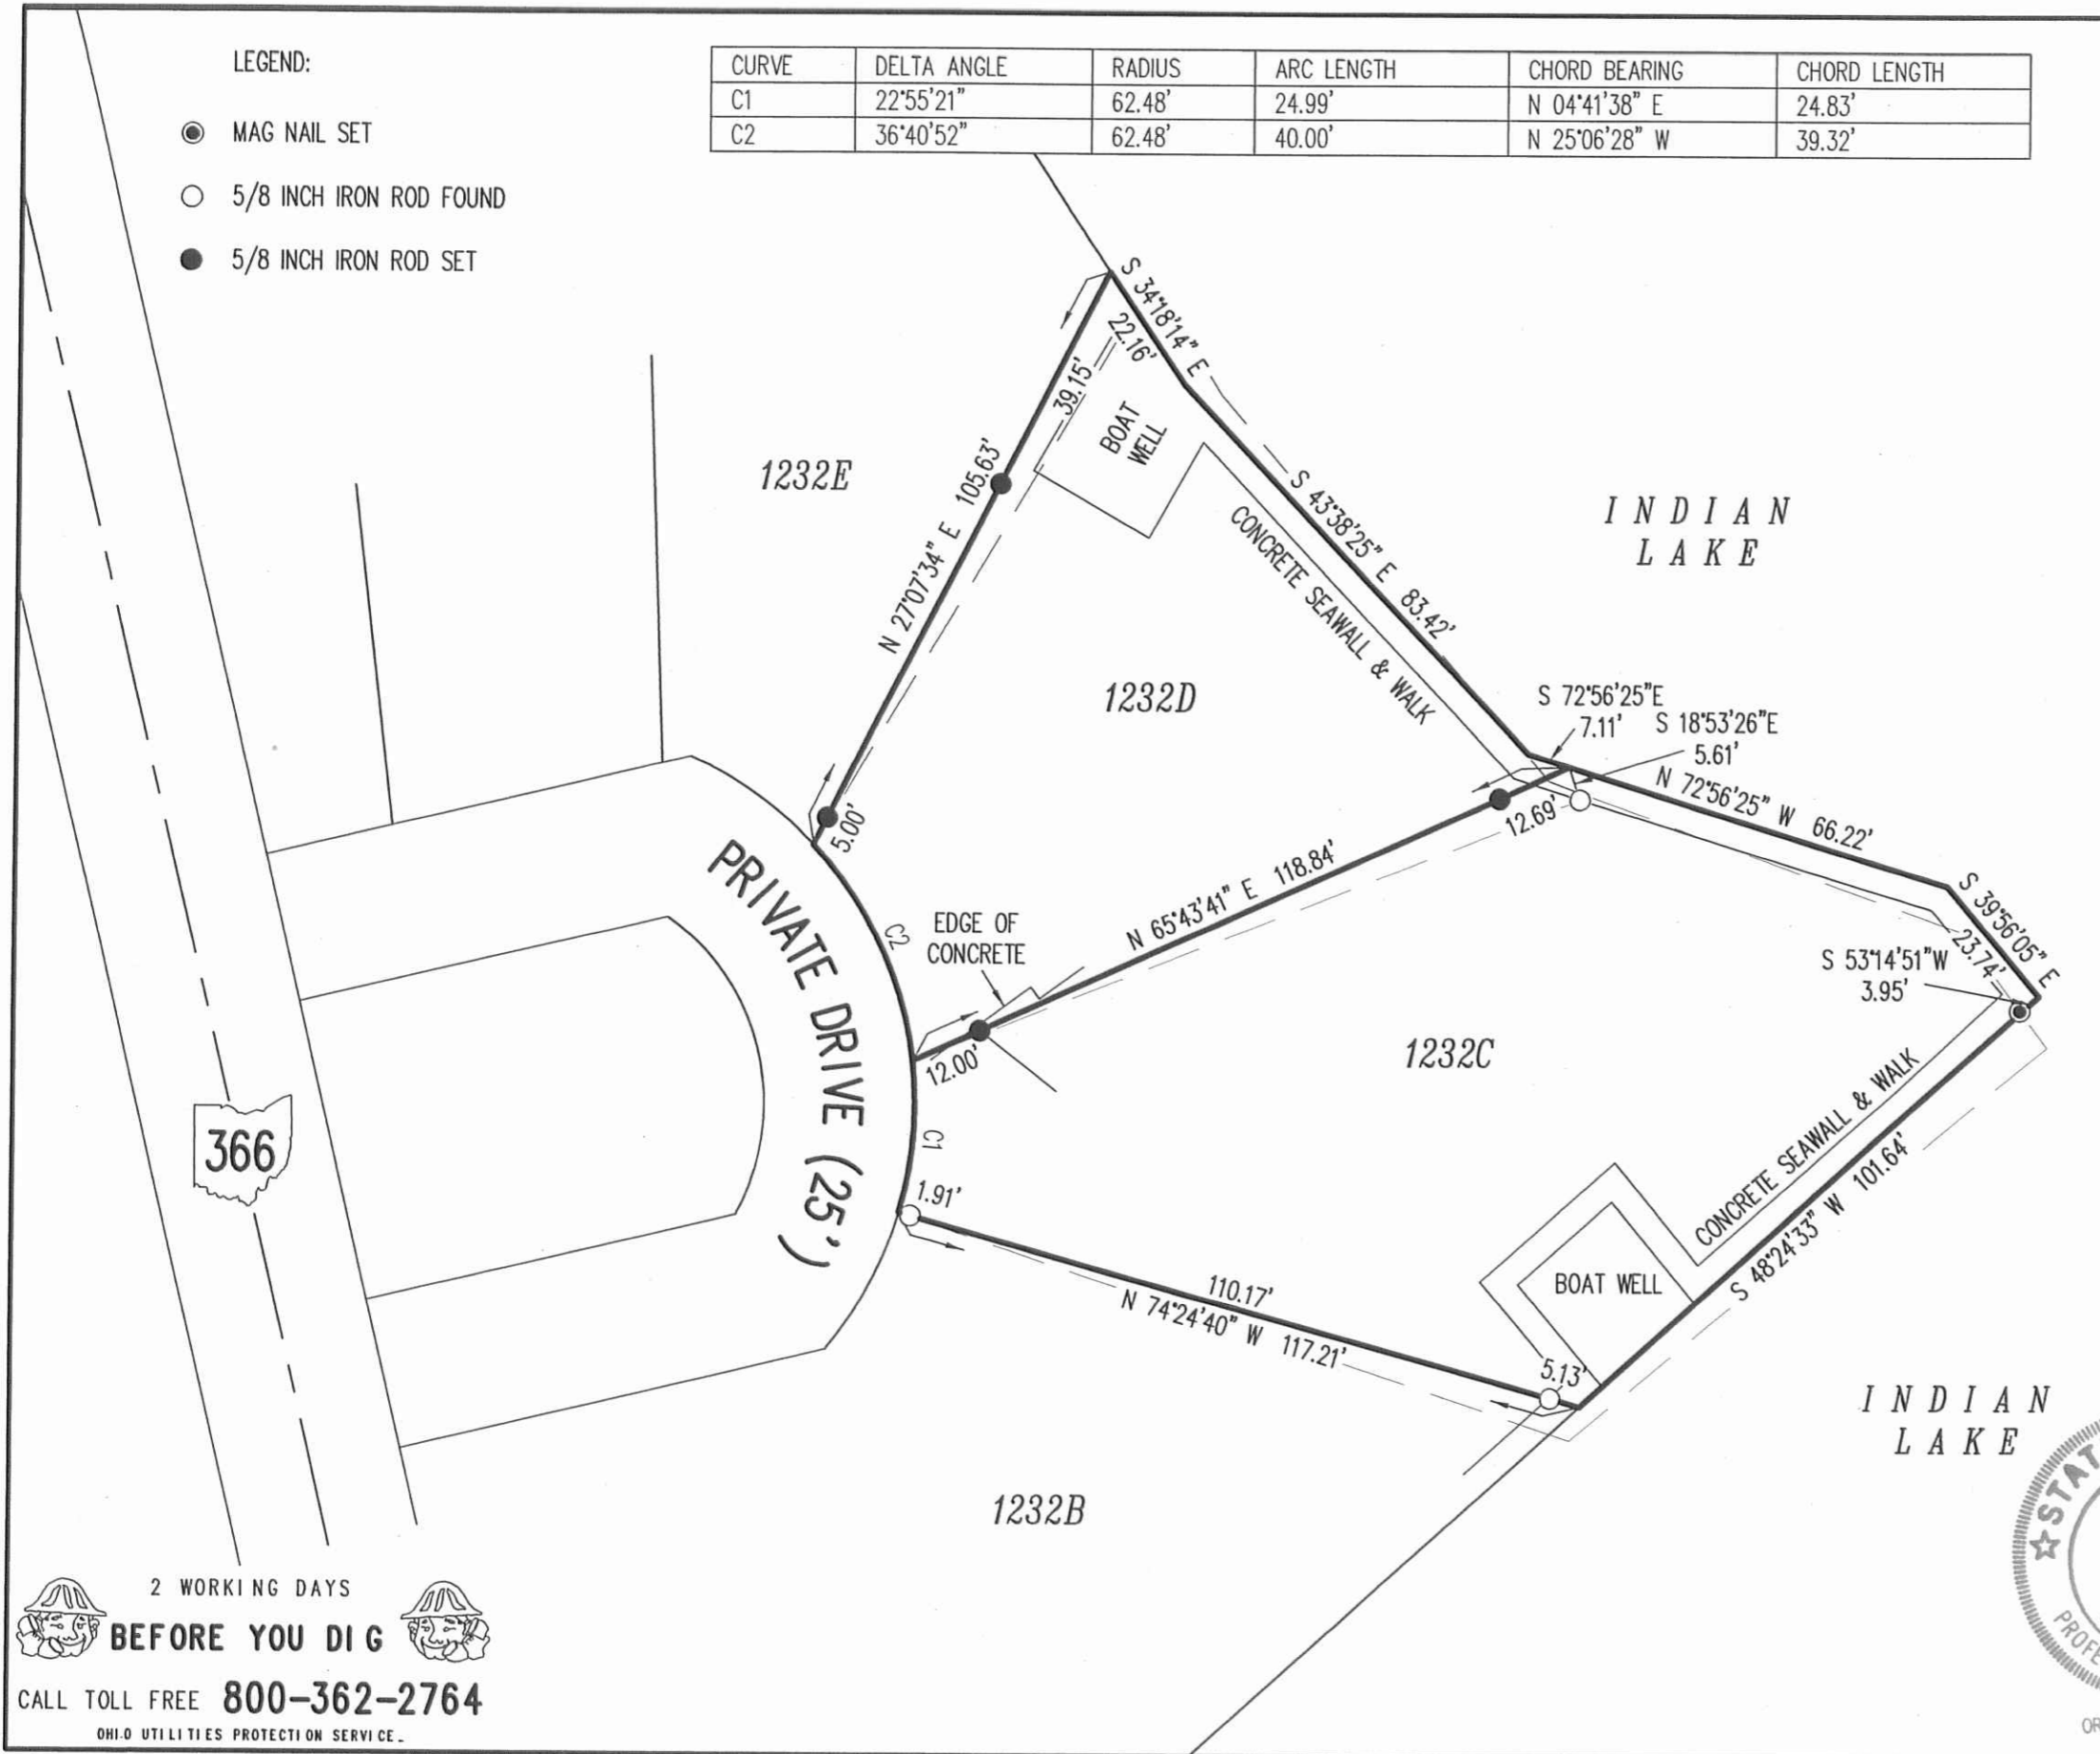 LEGEND:
MAG NAIL SET
5/8 INCH IRON ROD FOUND
5/8 INCH IRON ROD SET
CURVE DELTA ANGLE RADIUS ARC LENGTH CHORD BEARING CHORD LENGTH
C1 22°55'21" 62.48' 24.99' N 04°41'38" E 24.83'
C2 36°40'52" 62.48' 40.00' N 25°06'28" W 39.32'
S 34°18'14" E
22.16'
39.15'
BOAT
WELL
1232E
N 27°07'34" E 105.63'
S 43°38'25" E 83.42'
CONCRETE SEAWALL & WALK
INDIAN
LAKE
1232D
S 72°56'25"E
7.11'
S 18°53'26"E
5.61'
N 72°56'25" W 66.22'
12.69'
5.00'
PRIVATE DRIVE (25')
C2
EDGE OF
CONCRETE
N 65°43'41" E 118.84'
S 39°56'05" E
23.74'
S 53°14'51"W
3.95'
12.00'
1232C
C1
366
1.91'
CONCRETE SEAWALL & WALK
S 48°24'33" W 101.64'
BOAT WELL
110.17'
N 74°24'40" W 117.21'
5.13'
INDIAN
LAKE
1232B
2 WORKING DAYS
BEFORE YOU DIG
CALL TOLL FREE 800-362-2764
OHIO UTILITIES PROTECTION SERVICE.